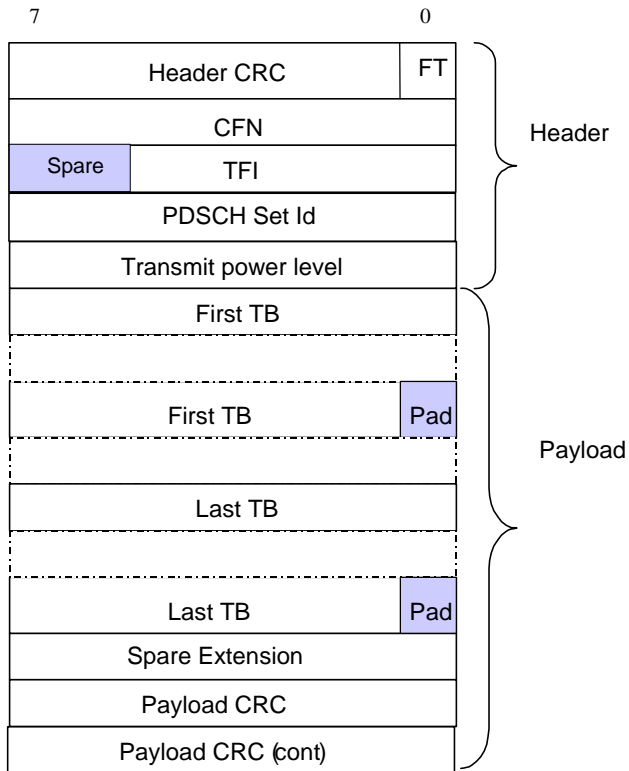 7 0
Header CRC FT
CFN
Header
Spare TFI
PDSCH Set Id
Transmit power level
First TB
First TB Pad
Payload
Last TB
Last TB Pad
Spare Extension
Payload CRC
Payload CRC (cont)